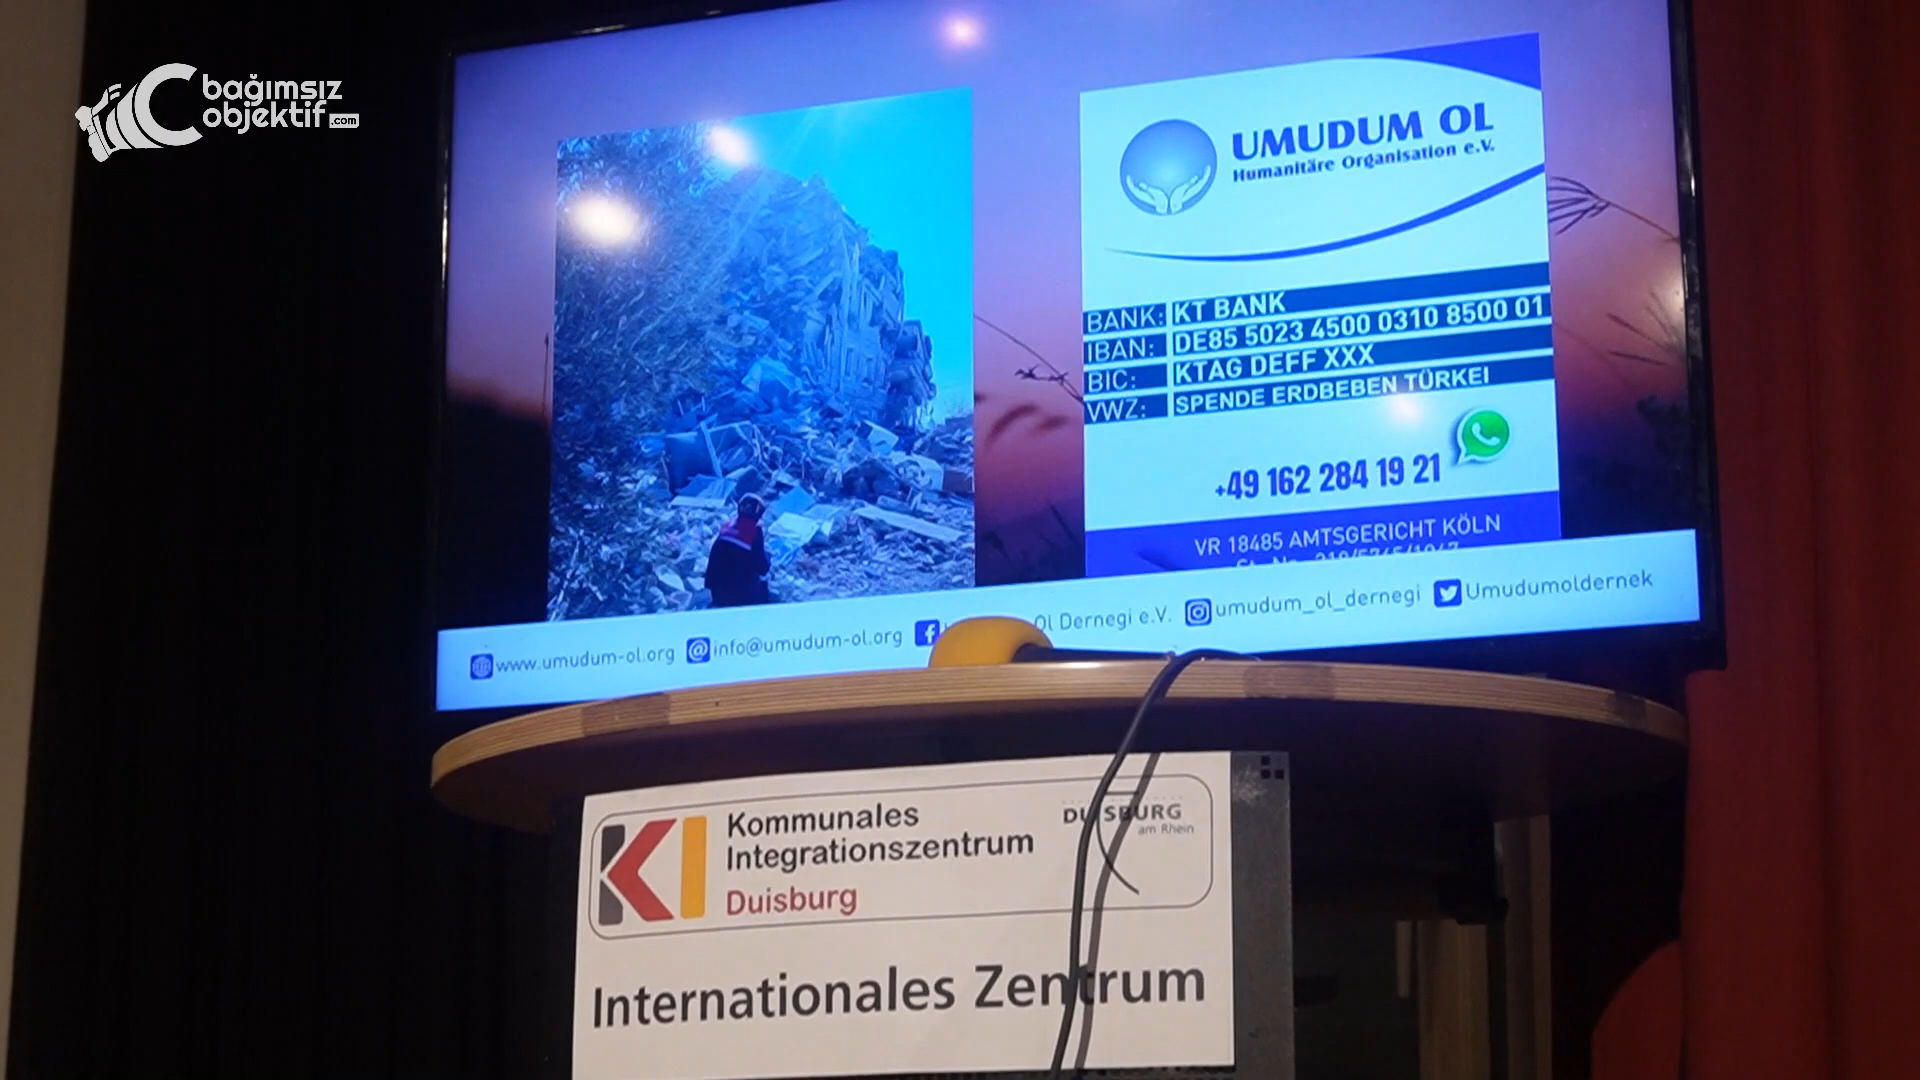 bağımsız
objektif.com
UMUDUM OL
Humanitäre Organisation e.V.
BANK: KT BANK
IBAN: DE85 5023 4500 0310 8500 01
BIC: KTAG DEFF XXX
VWZ: SPENDE ERDBEBEN TÜRKEI
+49 162 284 19 21
VR 18485 AMTSGERICHT KÖLN
www.umudum-ol.org info@umudum-ol.org Ol Dernegi e.V. umudum_ol_dernegi Umudumoldernek
KI Kommunales
Integrationszentrum
Duisburg
DUISBURG
am Rhein
Internationales Zentrum